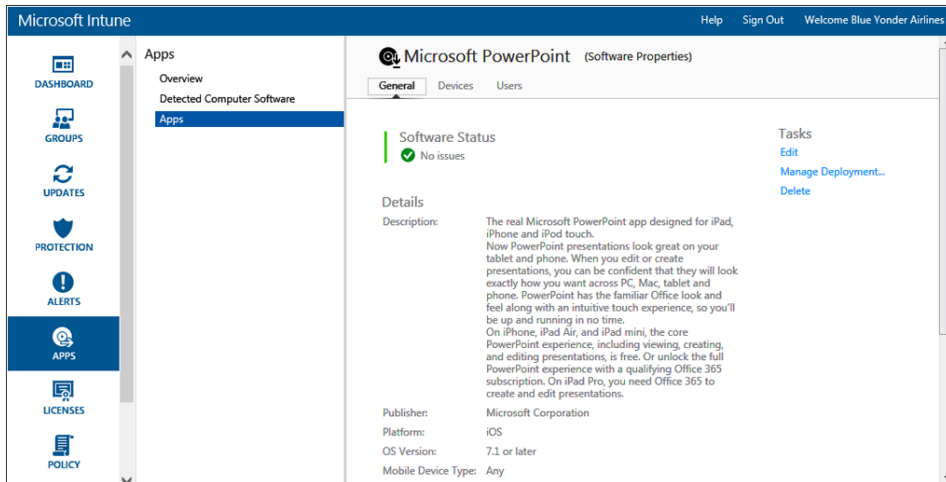 Microsoft Intune
Help Sign Out Welcome Blue Yonder Airlines
DASHBOARD
GROUPS
UPDATES
PROTECTION
ALERTS
APPS
LICENSES
POLICY
Apps
Overview
Detected Computer Software
Apps
Microsoft PowerPoint (Software Properties)
General Devices Users
Software Status
No issues
Tasks
Edit
Manage Deployment...
Delete
Details
Description: The real Microsoft PowerPoint app designed for iPad,
iPhone and iPod touch.
Now PowerPoint presentations look great on your
tablet and phone. When you edit or create
presentations, you can be confident that they will look
exactly how you want across PC, Mac, tablet and
phone. PowerPoint has the familiar Office look and
feel along with an intuitive touch experience, so you'll
be up and running in no time.
On iPhone, iPad Air, and iPad mini, the core
PowerPoint experience, including viewing, creating,
and editing presentations, is free. Or unlock the full
PowerPoint experience with a qualifying Office 365
subscription. On iPad Pro, you need Office 365 to
create and edit presentations.
Publisher: Microsoft Corporation
Platform: iOS
OS Version: 7.1 or later
Mobile Device Type: Any